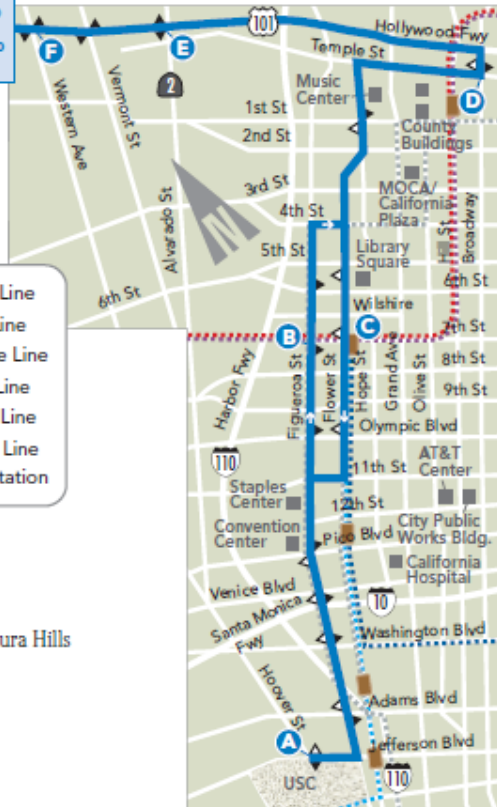 Hollywood Fwy
101
F
E
Temple St
2
Music
Center
D
Western Ave
Vermont St
1st St
2nd St
County
Buildings
Alvarado St
3rd St
MOCA/
California
Plaza
N
4th St
Broadway
5th St
Library
Square
Line
6th St
Wilshire
B
C
7th St
Line
8th St
Harbor Fwy
Figueroa St
Flower St
Hope St
Grand Ave
Olive St
9th St
Line
Olympic Blvd
Line
110
11th St
AT&T
Center
Line
tation
Staples
Center
12th St
Convention
Center
Pico Blvd
City Public
Works Bldg.
California
Hospital
Venice Blvd
10
Santa Monica
Fwy
Washington Blvd
ura Hills
Hoover St
Adams Blvd
A
Jefferson Blvd
USC
110